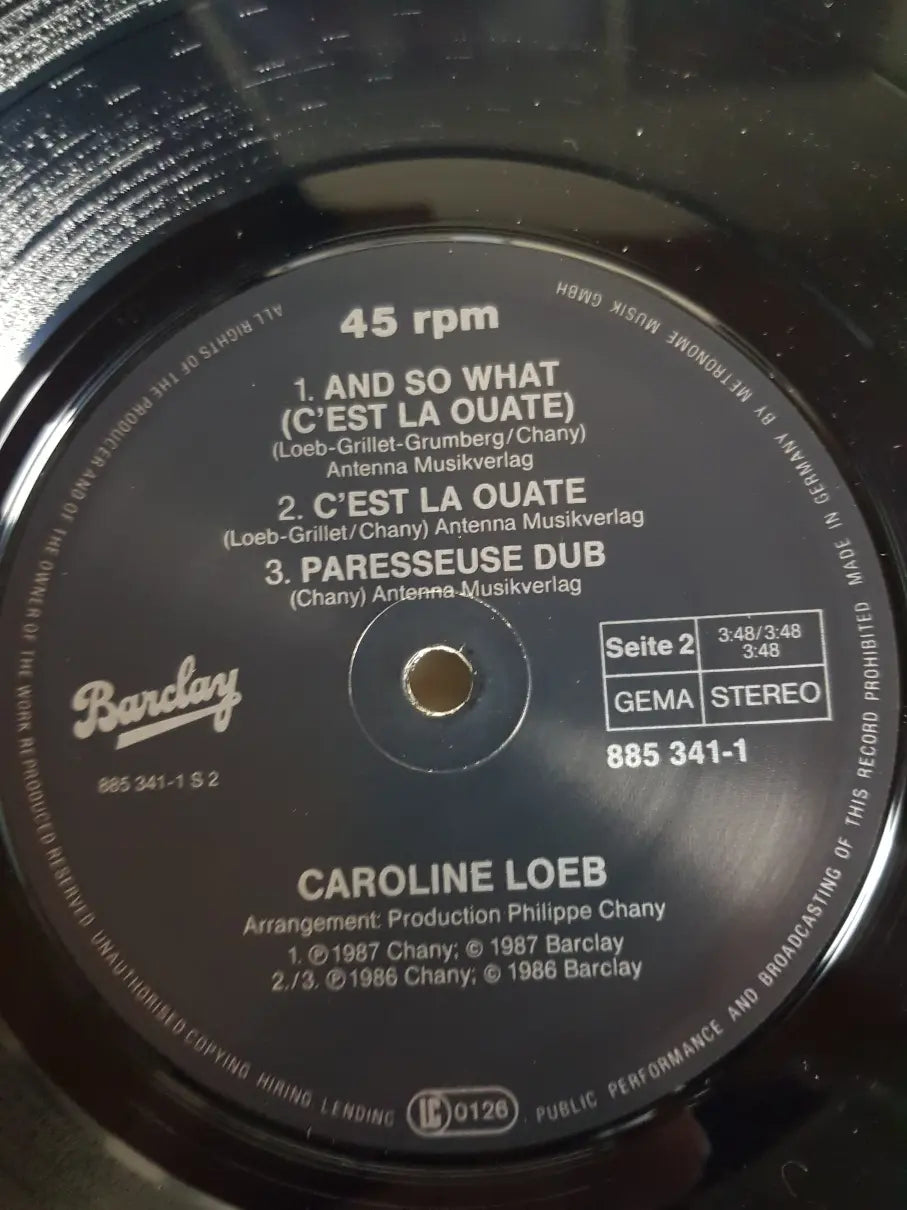 45 rpm
1. AND SO WHAT
(C'EST LA OUATE)
(Loeb-Grillet-Grumberg/Chany)
Antenna Musikverlag
2. C'EST LA OUATE
(Loeb-Grillet/Chany) Antenna Musikverlag
3. PARESSEUSE DUB
(Chany) Antenna Musikverlag
Seite 2
3:48/3:48
3:48
GEMA
STEREO
885 341-1
Barclay
885 341-1 S 2
CAROLINE LOEB
Arrangement: Production Philippe Chany
1. ℗ 1987 Chany; © 1987 Barclay
2./3. ℗ 1986 Chany; © 1986 Barclay
ALL RIGHTS OF THE PRODUCER AND OF THE OWNER OF THE WORK REPRODUCED RESERVED UNAUTHORISED COPYING HIRING LENDING
LC 0126
PUBLIC PERFORMANCE AND BROADCASTING OF THIS RECORD PROHIBITED MADE IN GERMANY BY METRONOME MUSIK GMBH